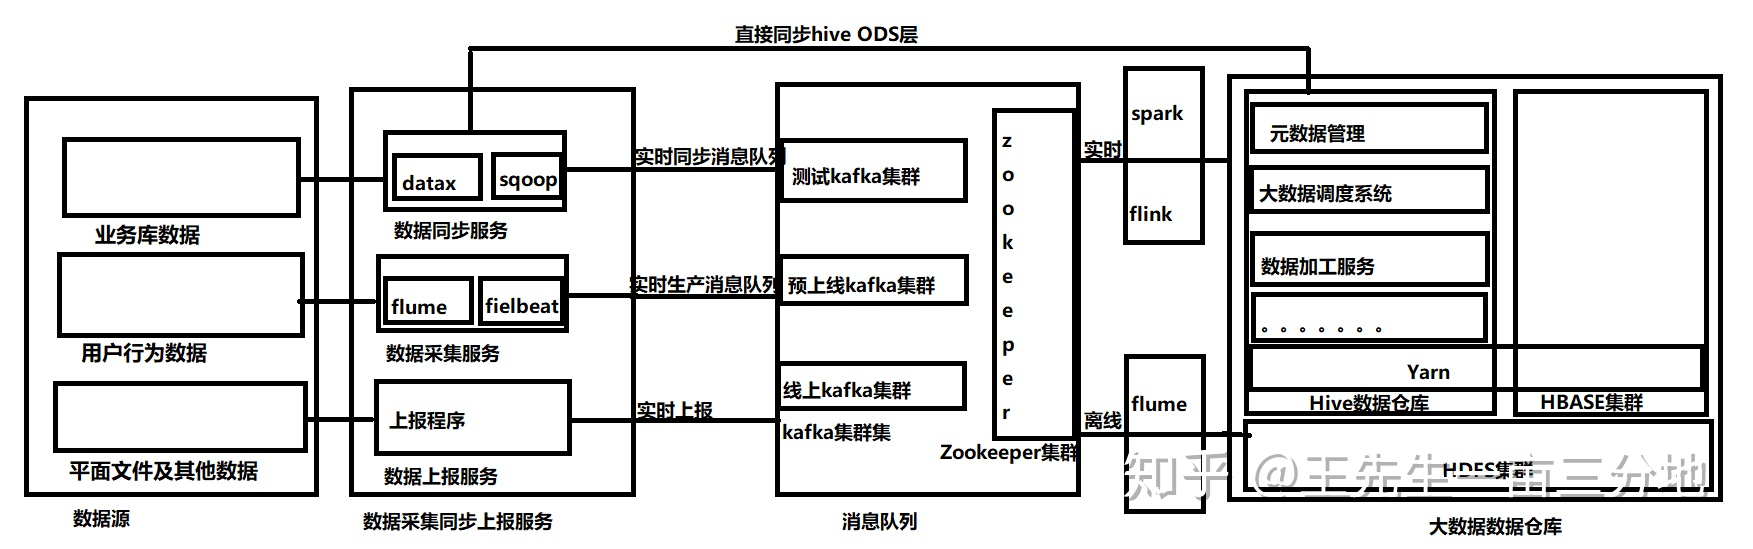 直接同步hive ODS层
业务库数据
用户行为数据
平面文件及其他数据
数据源
datax
sqoop
数据同步服务
flume
fielbeat
数据采集服务
上报程序
数据上报服务
数据采集同步上报服务
实时同步消息队列
实时生产消息队列
实时上报
测试kafka集群
预上线kafka集群
线上kafka集群
kafka集群集
zookeeper
Zookeeper集群
消息队列
实时
spark
flink
离线
flume
元数据管理
大数据调度系统
数据加工服务
。。。。。。。
Yarn
Hive数据仓库
HBASE集群
HDFS集群
大数据数据仓库
知乎 @王先生一亩三分地